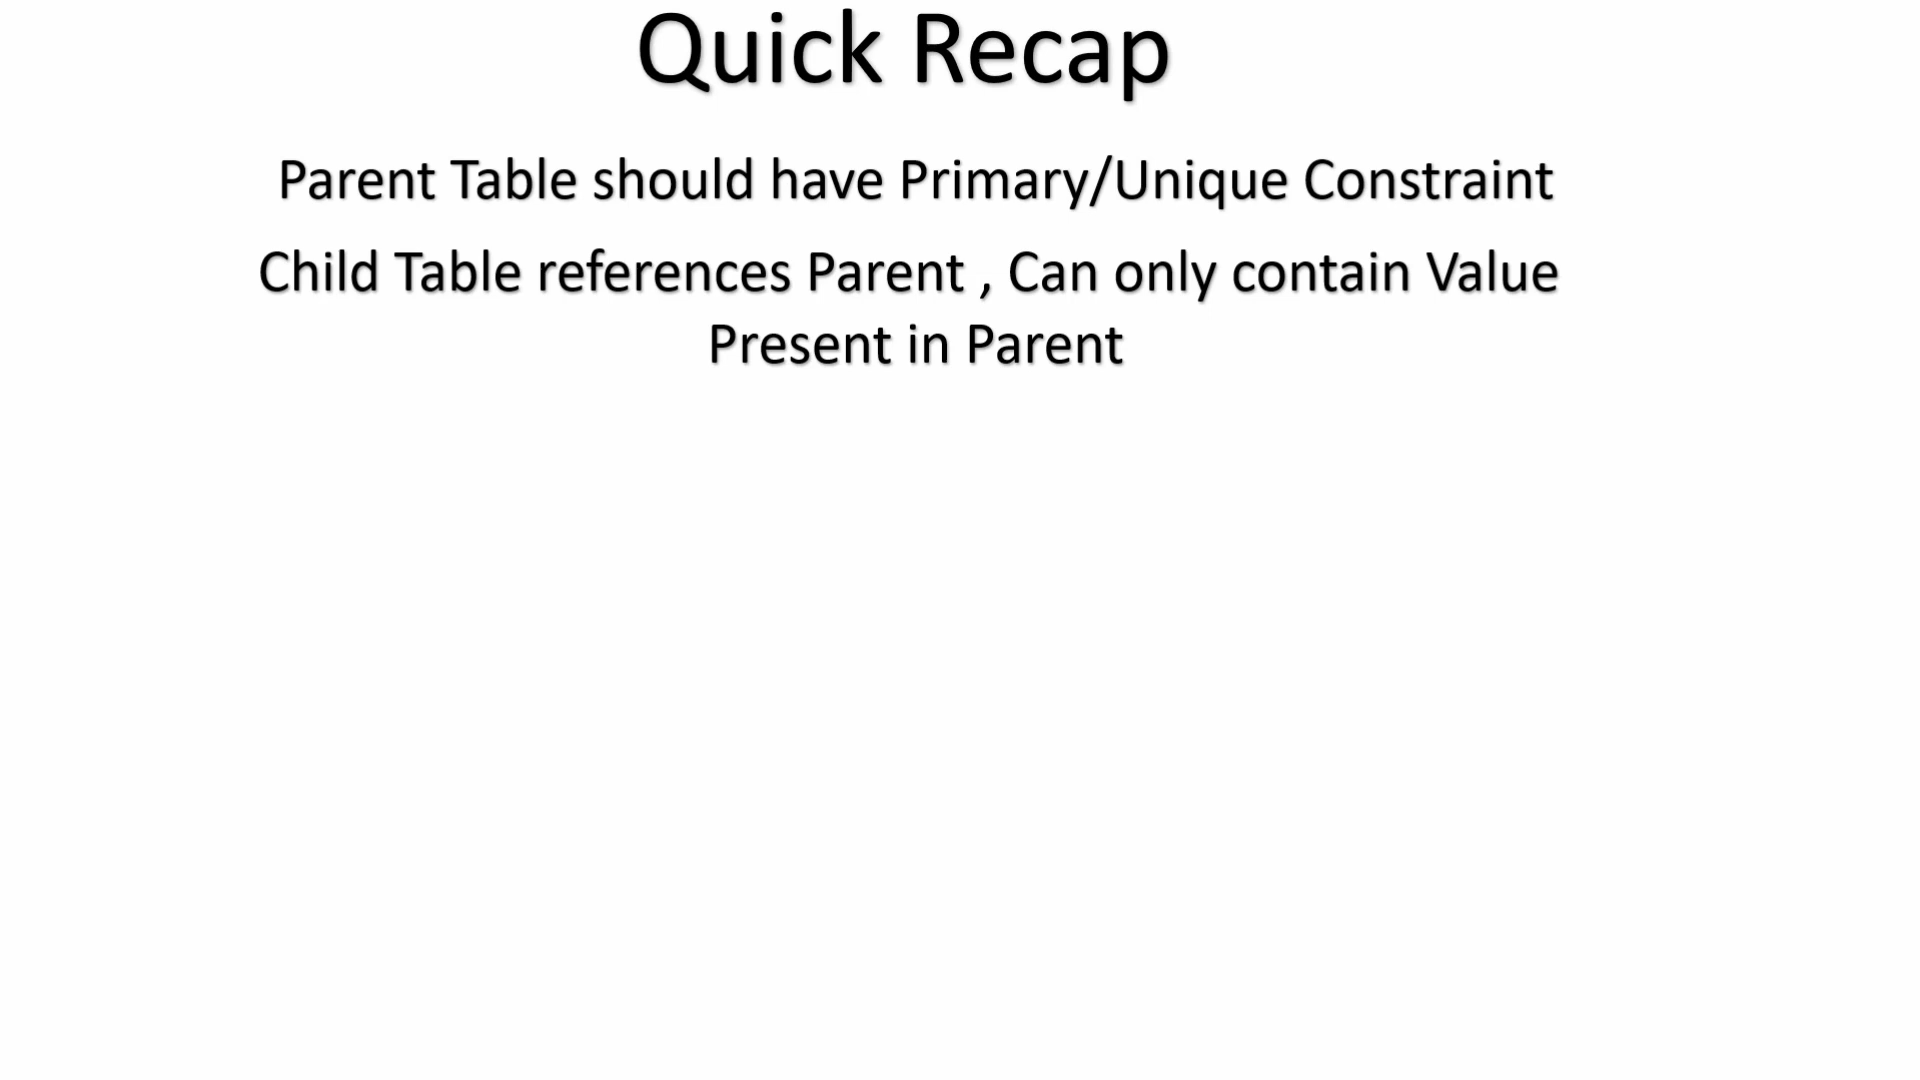 Quick Recap
Parent Table should have Primary/Unique Constraint
Child Table references Parent , Can only contain Value
Present in Parent